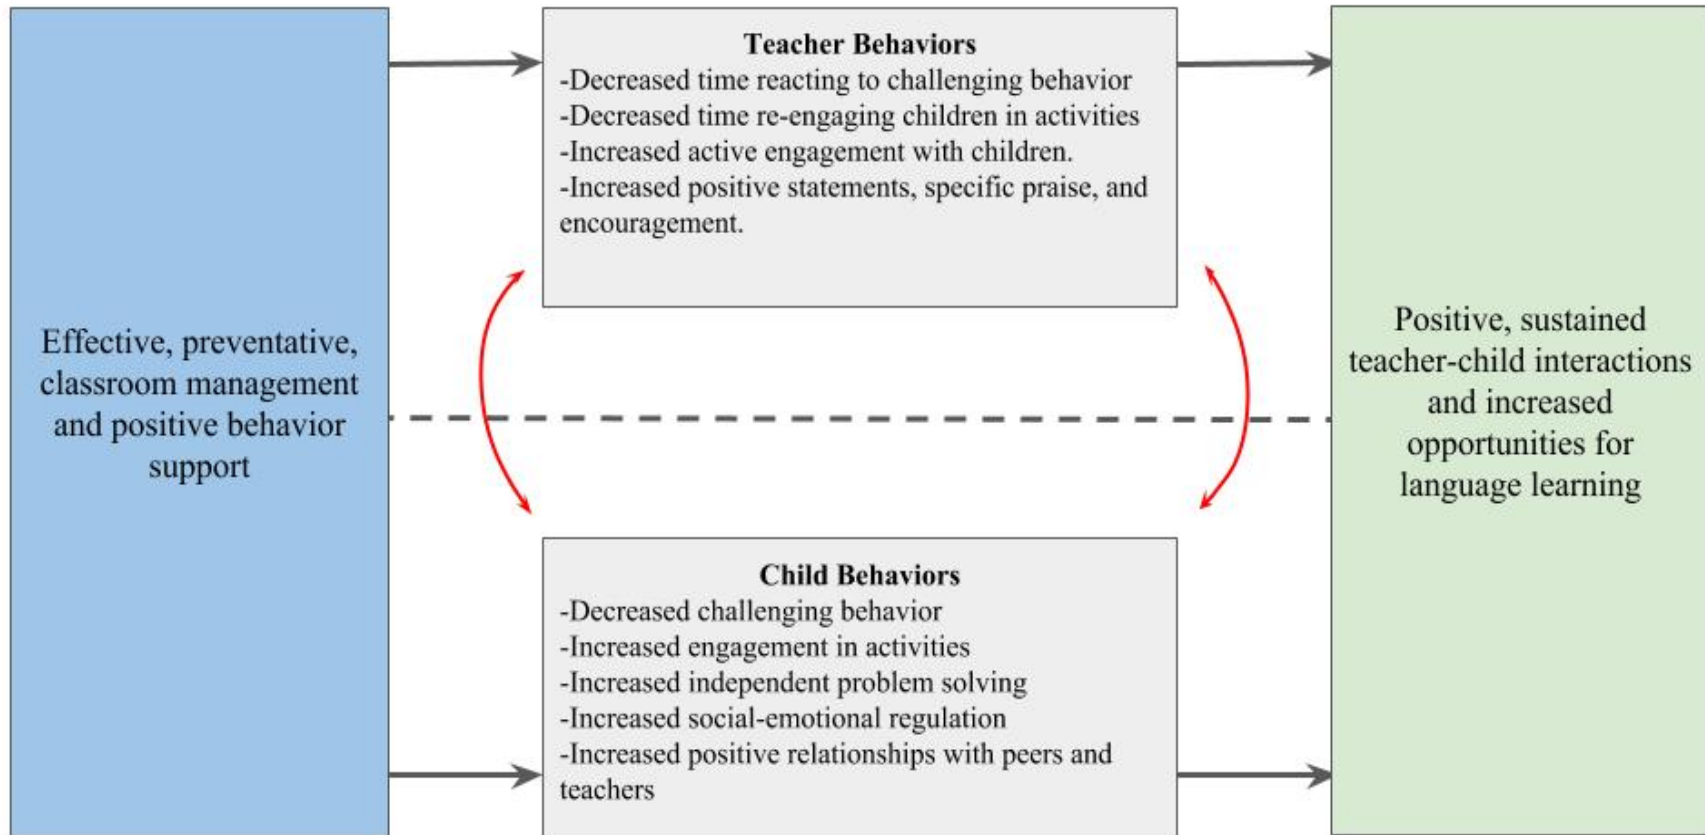 Effective, preventative,
classroom management
and positive behavior
support
Teacher Behaviors
-Decreased time reacting to challenging behavior
-Decreased time re-engaging children in activities
-Increased active engagement with children.
-Increased positive statements, specific praise, and
encouragement.
Child Behaviors
-Decreased challenging behavior
-Increased engagement in activities
-Increased independent problem solving
-Increased social-emotional regulation
-Increased positive relationships with peers and
teachers
Positive, sustained
teacher-child interactions
and increased
opportunities for
language learning